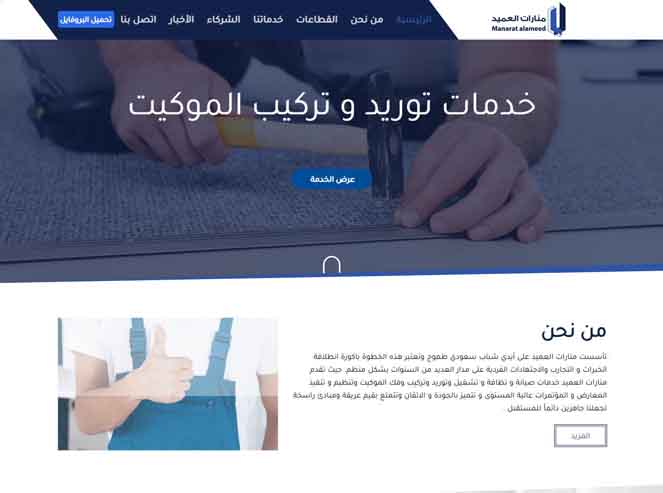 منارات العميد
Manarat alameed
الرئيسية من نحن القطاعات خدماتنا الشركاء الأخبار اتصل بنا تحميل البروفايل
خدمات توريد و تركيب الموكيت
عرض الخدمة
من نحن
تأسست منارات العميد على أيدي شباب سعودي طموح وتعتبر هذه الخطوة باكورة انطلاقة
الخبرات و التجارب والاجتهادات الفردية على مدار العديد من السنوات بشكل منظم. حيث تقدم
منارات العميد خدمات صيانة و نظافة و تشغيل وتوريد وتركيب وفك الموكيت وتنظيم و تنفيذ
المعارض و المؤتمرات عالية المستوى و تتميز بالجودة و الاتقان وتتمتع بقيم عريقة ومبادئ راسخة
تجعلنا جاهزين دائماً للمستقبل .
المزيد